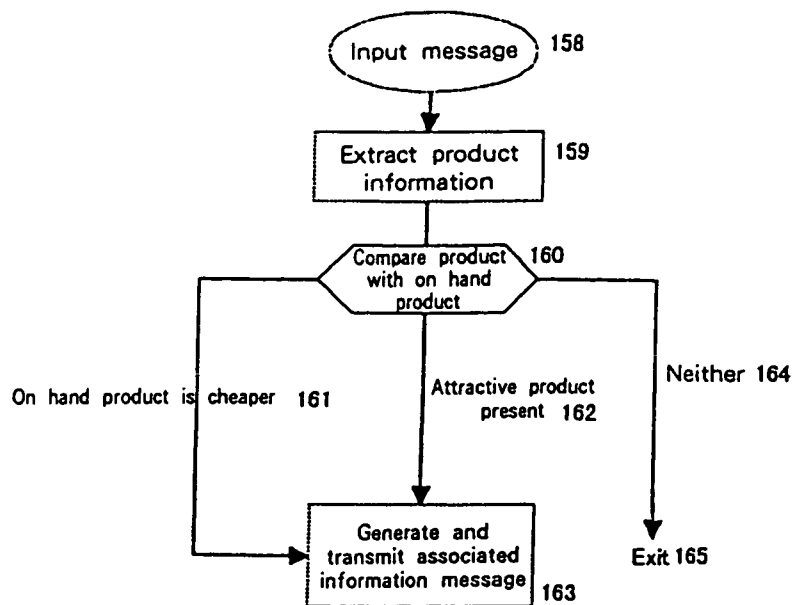 Input message 158
Extract product
information
159
Compare product
with on hand
product
160
On hand product is cheaper 161
Attractive product
present 162
Neither 164
Generate and
transmit associated
information message
163
Exit 165